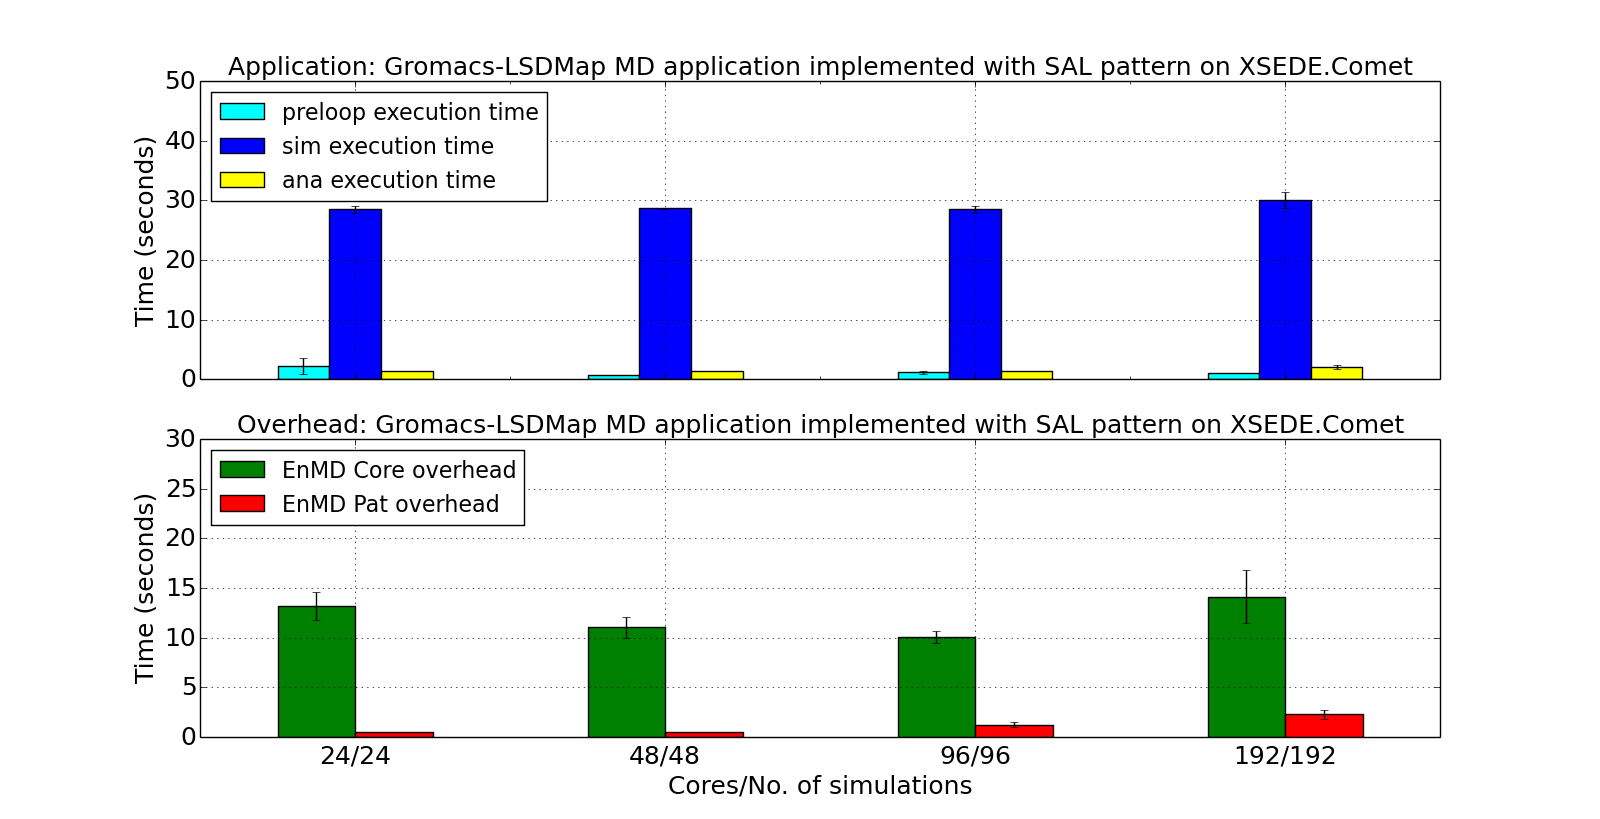 Application: Gromacs-LSDMap MD application implemented with SAL pattern on XSEDE.Comet
50
40
30
20
10
0
Time (seconds)
preloop execution time
sim execution time
ana execution time
Overhead: Gromacs-LSDMap MD application implemented with SAL pattern on XSEDE.Comet
30
25
20
15
10
5
0
Time (seconds)
EnMD Core overhead
EnMD Pat overhead
24/24 48/48 96/96 192/192
Cores/No. of simulations